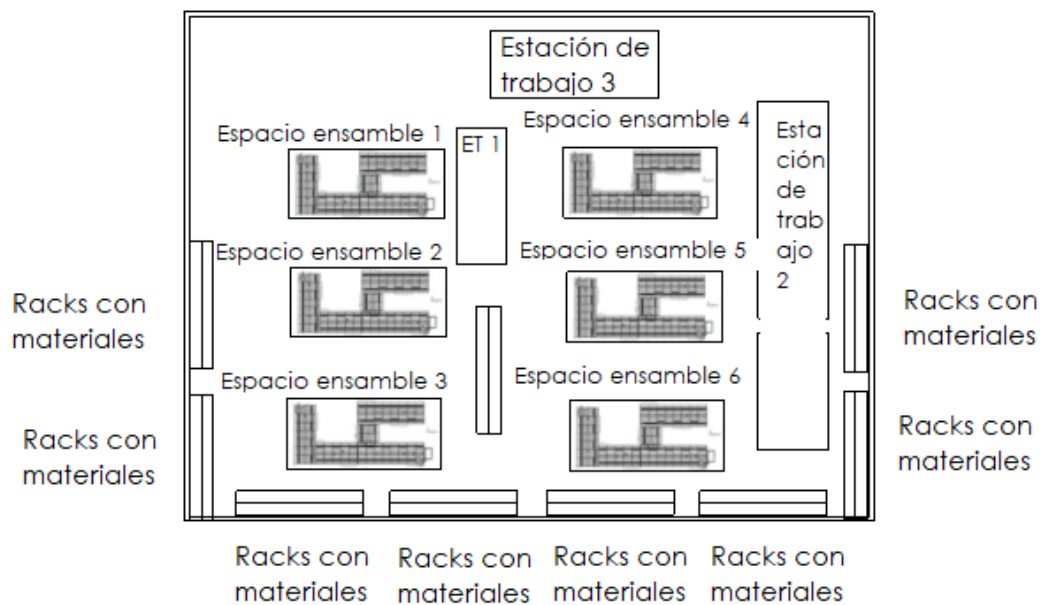 Estación de
trabajo 3
Espacio ensamble 1
ET 1
Espacio ensamble 4
Esta
ción
de
trab
ajo
2
Espacio ensamble 2
Espacio ensamble 5
Racks con
materiales
Racks con
materiales
Espacio ensamble 3
Espacio ensamble 6
Racks con
materiales
Racks con
materiales
Racks con
materiales
Racks con
materiales
Racks con
materiales
Racks con
materiales